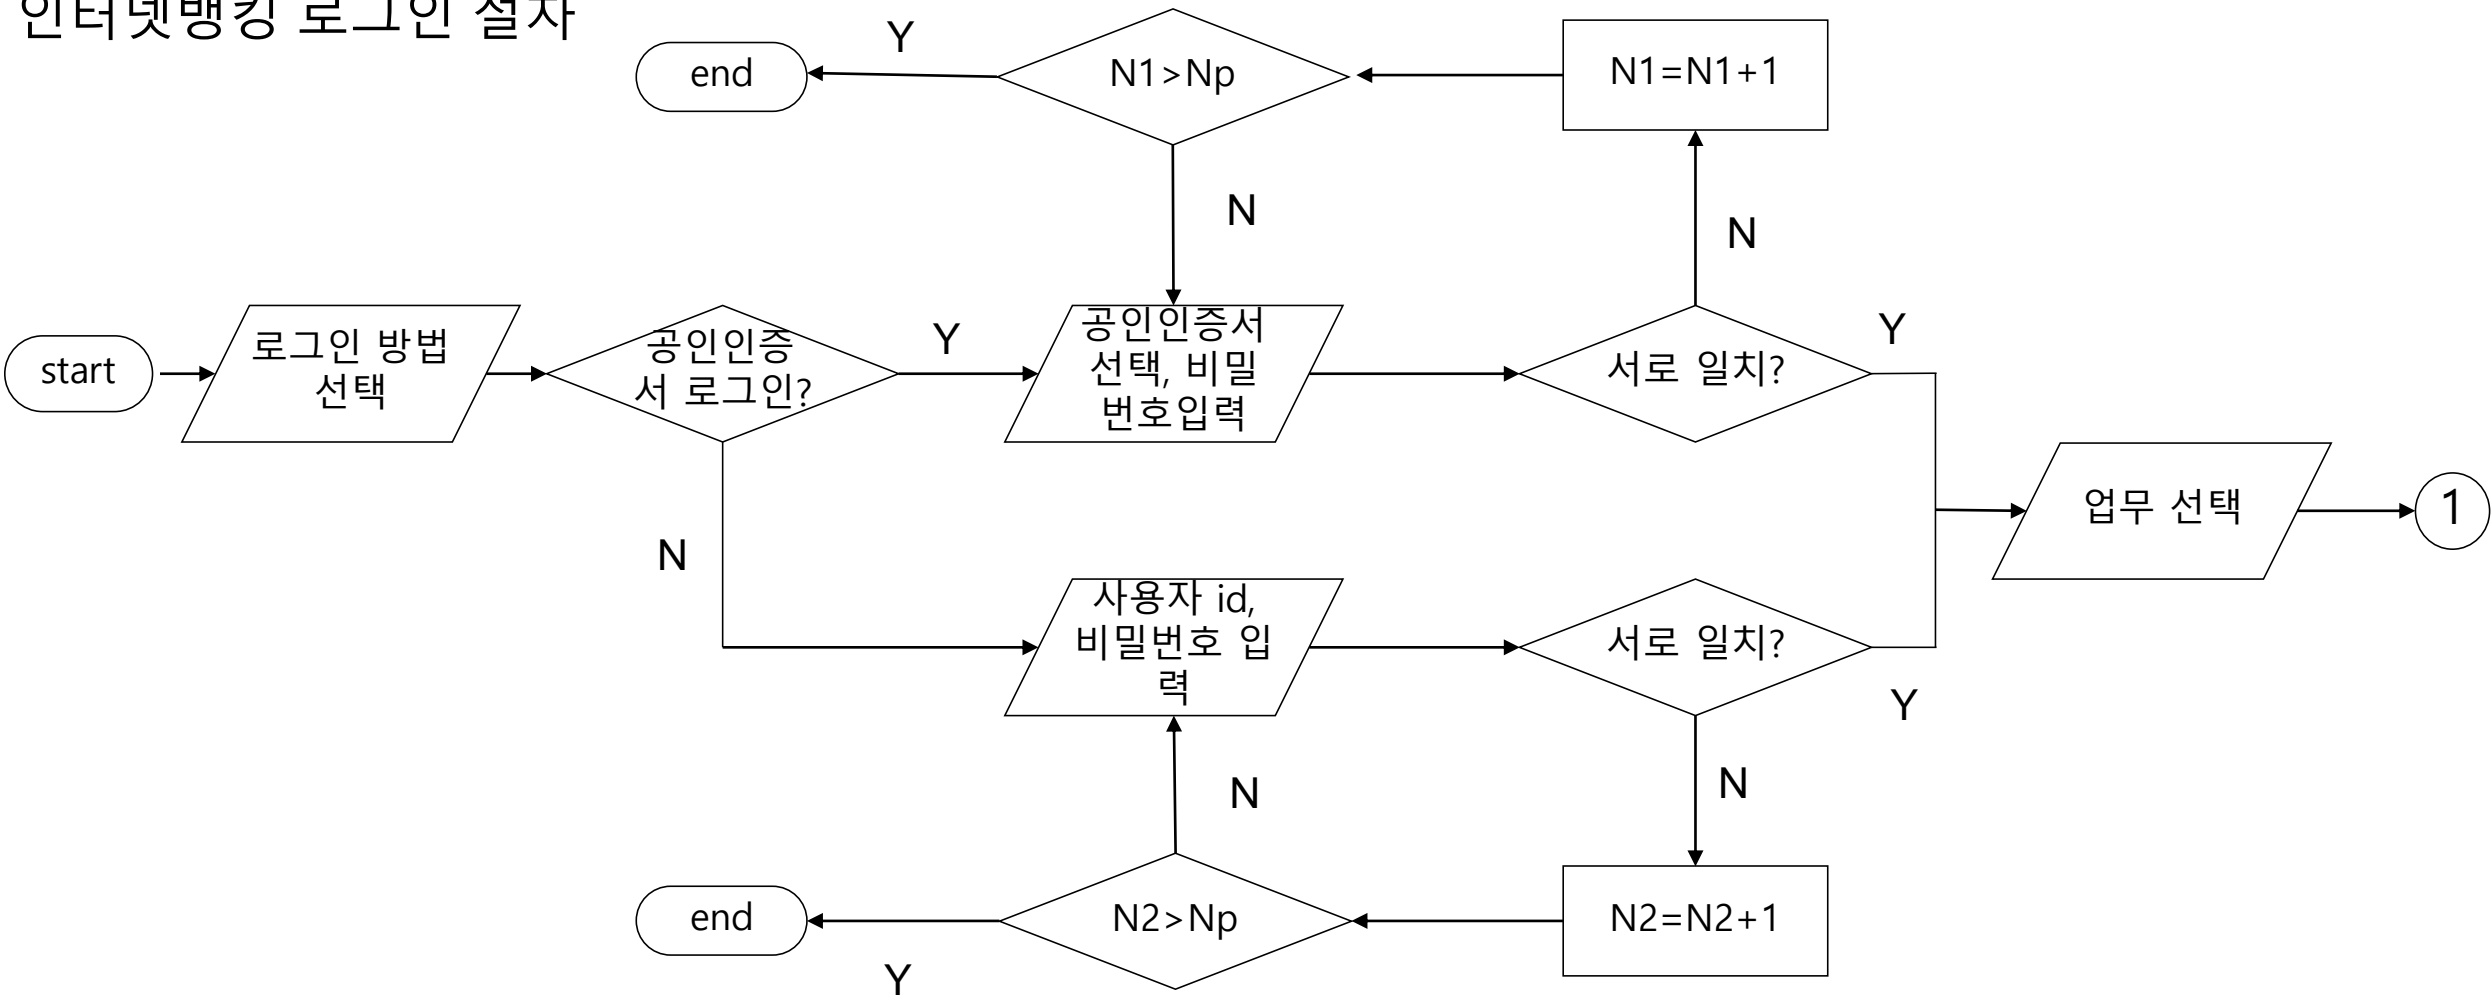 인터넷뱅킹 로그인 절차
Y
end
N1>Np
N1=N1+1
N
N
start
로그인 방법
선택
공인인증
서 로그인?
Y
공인인증서
선택, 비밀
번호입력
서로 일치?
Y
업무 선택
1
N
사용자 id,
비밀번호 입
력
서로 일치?
Y
N
N
end
N2>Np
N2=N2+1
Y